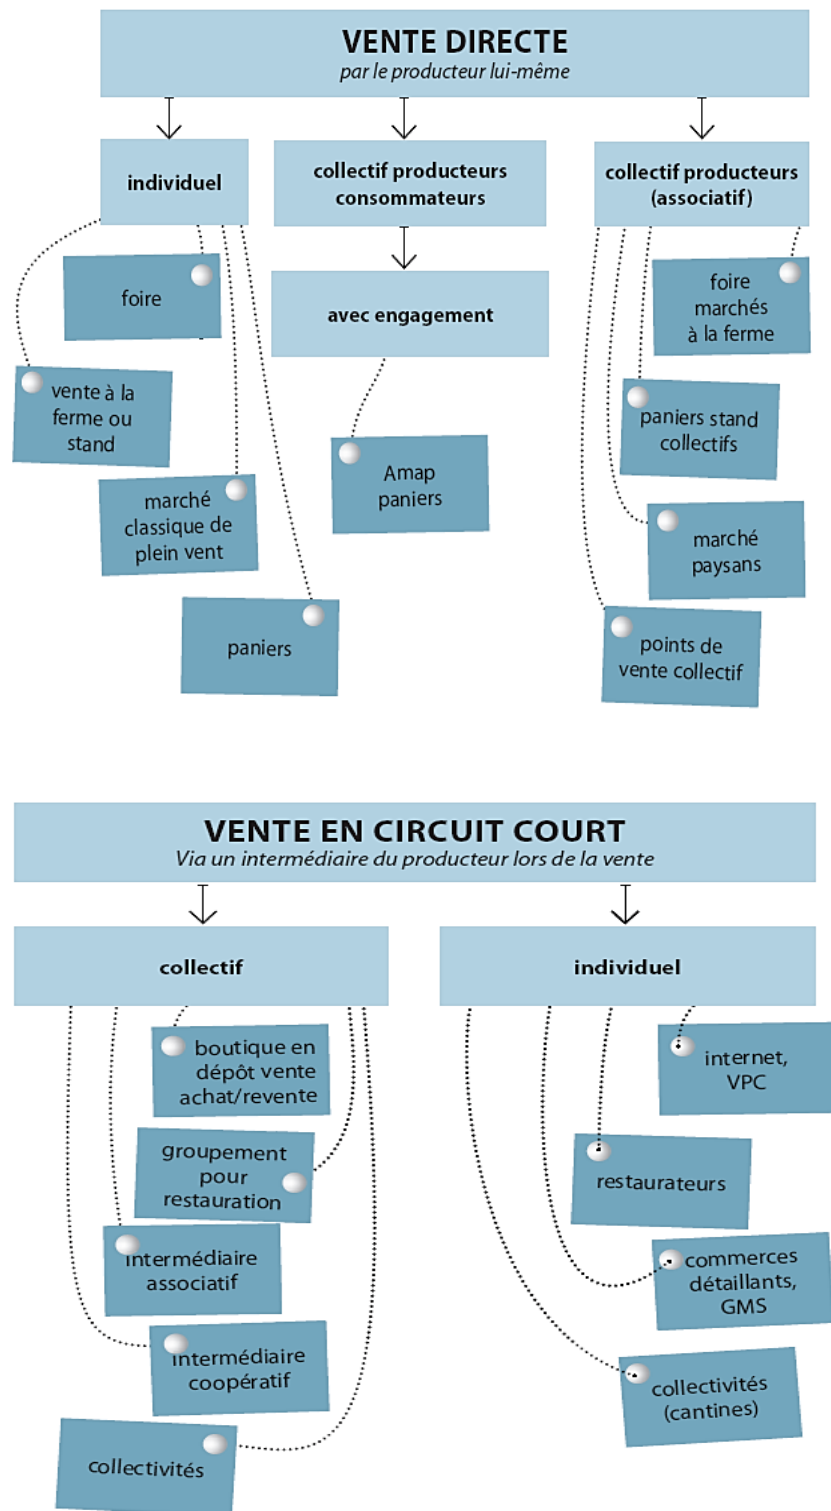 VENTE DIRECTE
par le producteur lui-même
individuel
collectif producteurs
consommateurs
collectif producteurs
(associatif)
foire
avec engagement
foire
marchés
à la ferme
vente à la
ferme ou
stand
paniers stand
collectifs
marché
classique de
plein vent
Amap
paniers
marché
paysans
paniers
points de
vente collectif
VENTE EN CIRCUIT COURT
Via un intermédiaire du producteur lors de la vente
collectif
individuel
boutique en
dépôt vente
achat/revente
internet,
VPC
groupement
pour
restauration
restaurateurs
intermédiaire
associatif
commerces
détaillants,
GMS
intermédiaire
coopératif
collectivités
(cantines)
collectivités